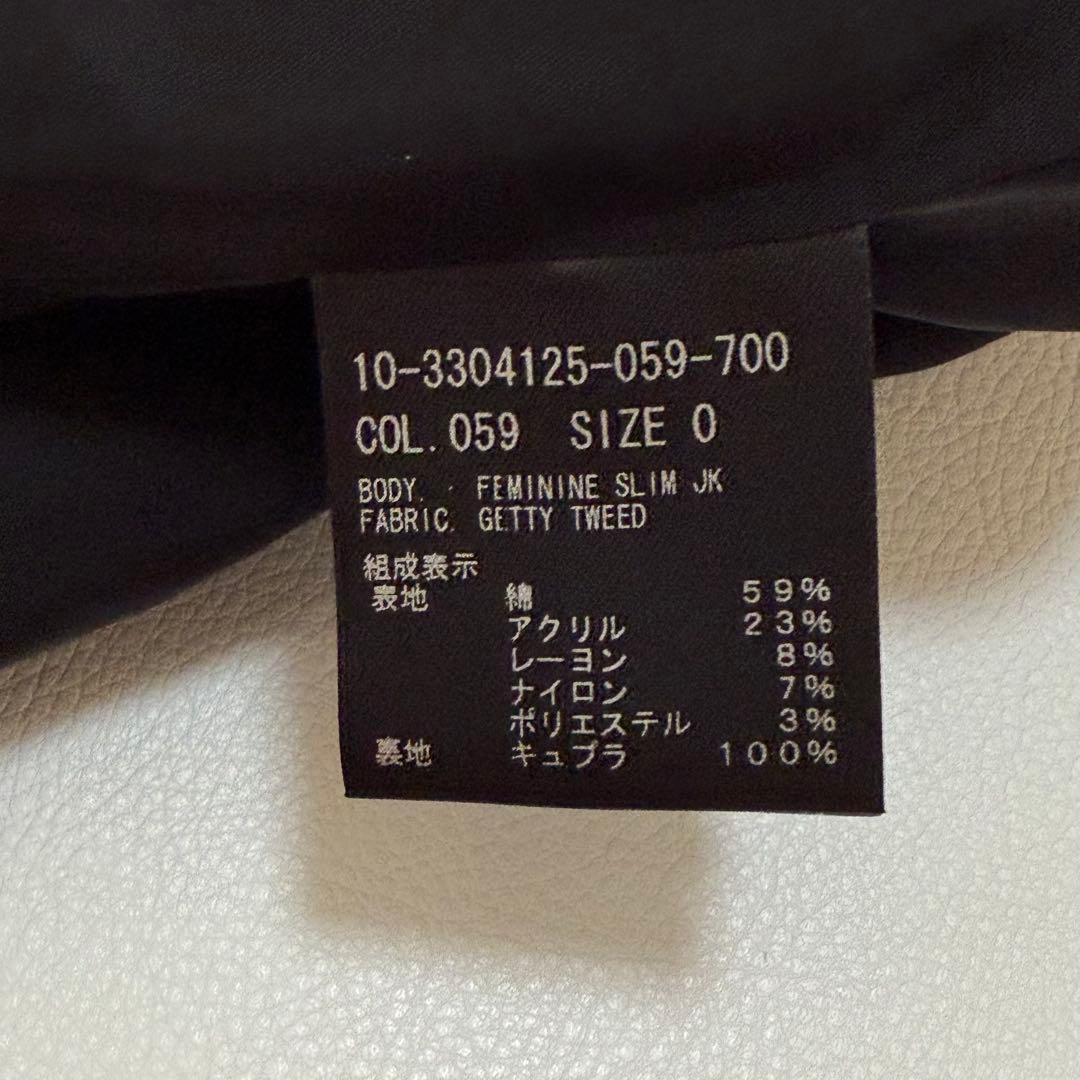 10-3304125-059-700
COL. 059 SIZE 0
BODY. FEMININE SLIM JK
FABRIC. GETTY TWEED
組成表示
表地 綿 59%
アクリル 23%
レーヨン 8%
ナイロン 7%
ポリエステル 3%
裏地 キュプラ 100%